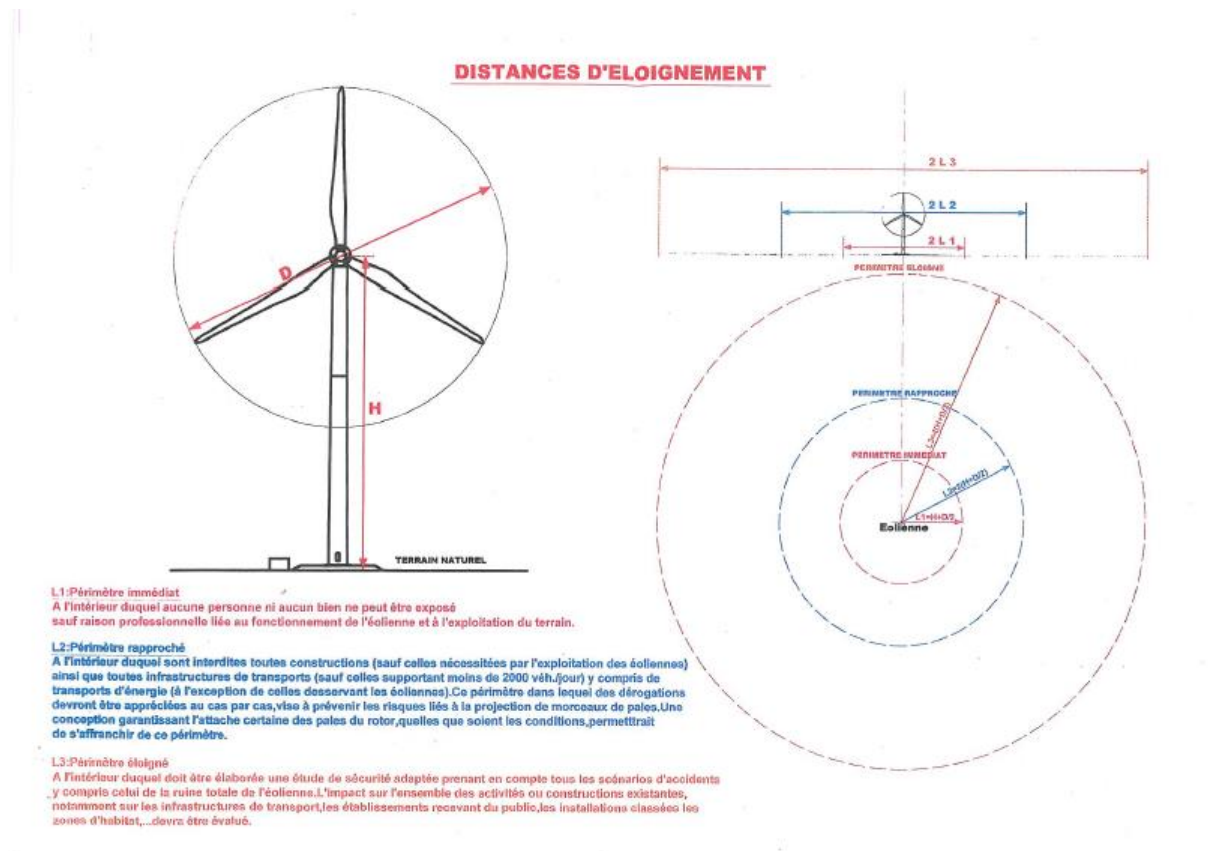 DISTANCES D'ELOIGNEMENT
D
H
TERRAIN NATUREL
2 L 3
2 L 2
2 L 1
PERIMETRE ELOIGNE
PERIMETRE RAPPROCHE
PERIMETRE IMMEDIAT
L2=2(H+D/2)
L1=H+D/2
Eolienne
L1:Périmètre immédiat
A l'intérieur duquel aucune personne ni aucun bien ne peut être exposé
sauf raison professionnelle liée au fonctionnement de l'éolienne et à l'exploitation du terrain.
L2:Périmètre rapproché
A l'intérieur duquel sont interdites toutes constructions (sauf celles nécessitées par l'exploitation des éoliennes)
ainsi que toutes infrastructures de transports (sauf celles supportant moins de 2000 véh./jour) y compris de
transports d'énergie (à l'exception de celles desservant les éoliennes).Ce périmètre dans lequel des dérogations
devront être appréciées au cas par cas,vise à prévenir les risques liés à la projection de morceaux de pales.Une
conception garantissant l'attache certaine des pales du rotor,quelles que soient les conditions,permettrait
de s'affranchir de ce périmètre.
L3:Périmètre éloigné
A l'intérieur duquel doit être élaborée une étude de sécurité adaptée prenant en compte tous les scénarios d'accidents
y compris celui de la ruine totale de l'éolienne.L'impact sur l'ensemble des activités ou constructions existantes,
notamment sur les infrastructures de transport,les établissements recevant du public,les installations classées les
zones d'habitat,...devra être évalué.